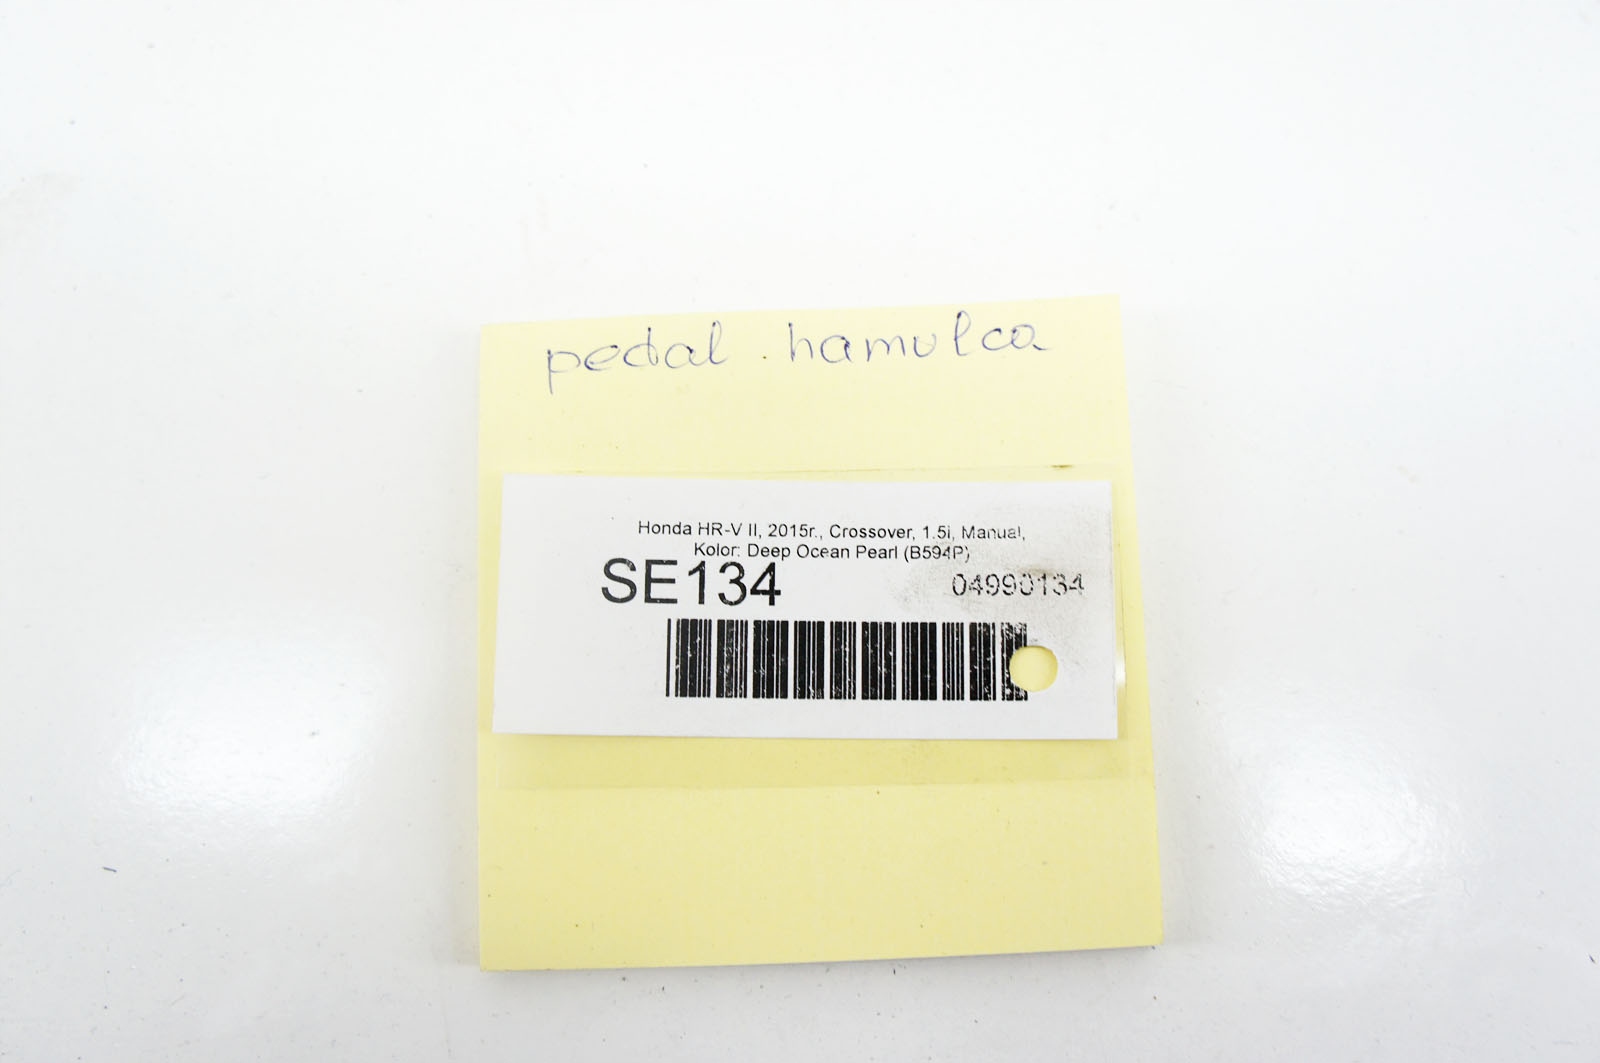 pedal hamulca
Honda HR-V II, 2015r., Crossover, 1.5i, Manual,
Kolor: Deep Ocean Pearl (B594P)
SE134
04990134